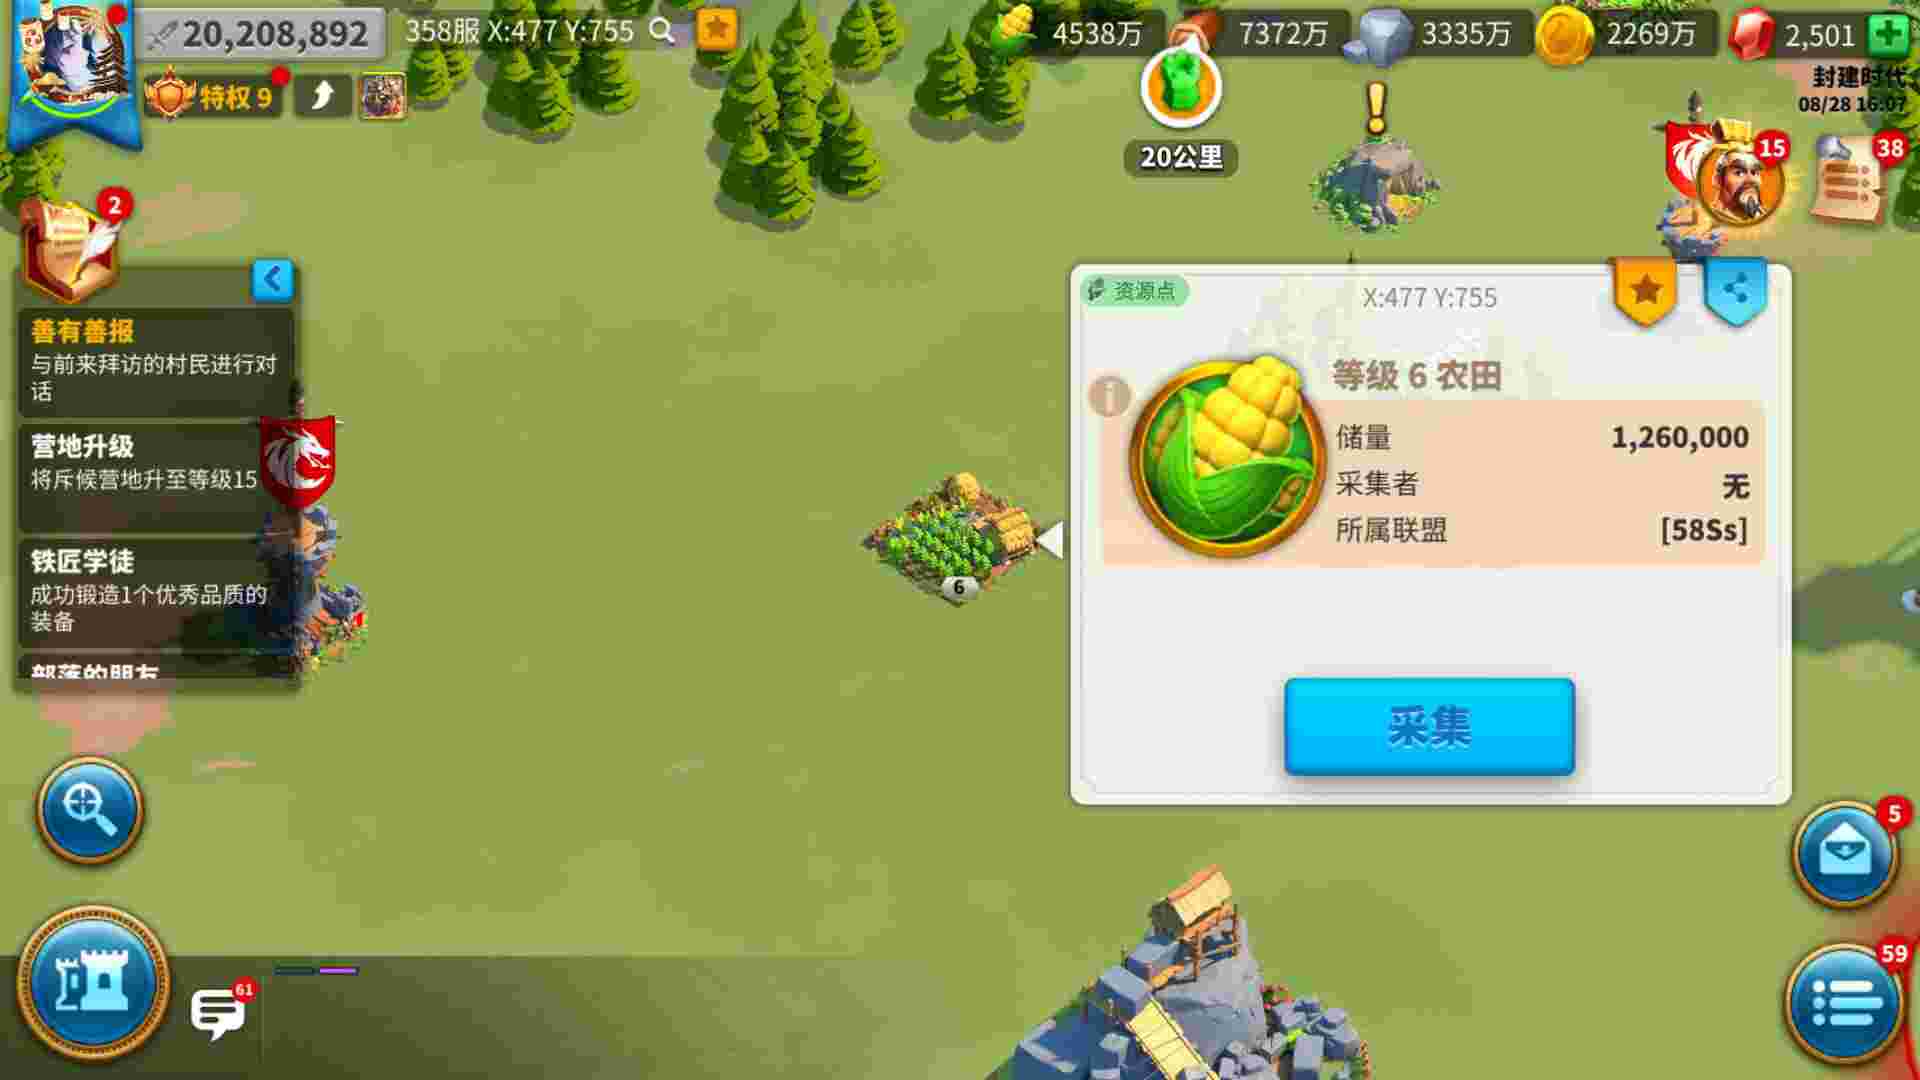 20,208,892
358服 X:477 Y:755
4538万
7372万
3335万
2269万
2,501
特权 9
封建时代
08/28 16:07
20公里
15
38
2
善有善报
与前来拜访的村民进行对
话
营地升级
将斥候营地升至等级15
铁匠学徒
成功锻造1个优秀品质的
装备
部落的朋友
6
资源点
X:477 Y:755
等级 6 农田
储量
1,260,000
采集者
无
所属联盟
[58Ss]
采集
5
59
61